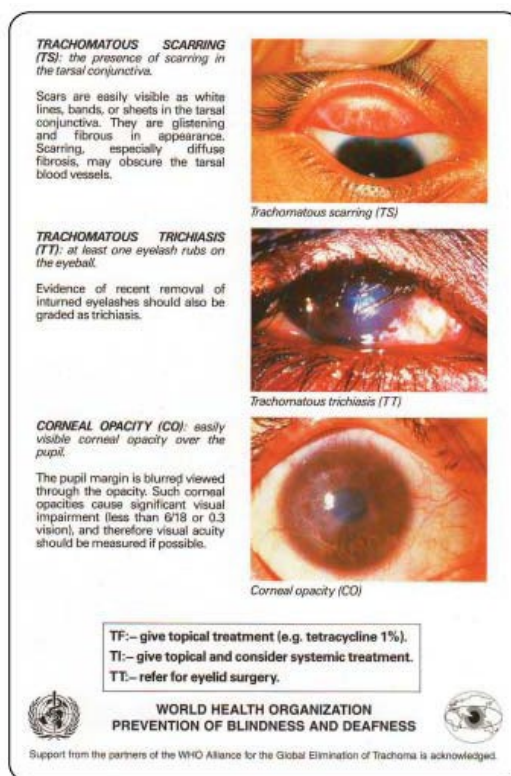 TRACHOMATOUS SCARRING
(TS): the presence of scarring in
the tarsal conjunctiva.
Scars are easily visible as white
lines, bands, or sheets in the tarsal
conjunctiva. They are glistening
and fibrous in appearance.
Scarring, especially diffuse
fibrosis, may obscure the tarsal
blood vessels.
Trachomatous scarring (TS)
TRACHOMATOUS TRICHIASIS
(TT): at least one eyelash rubs on
the eyeball.
Evidence of recent removal of
inturned eyelashes should also be
graded as trichiasis.
Trachomatous trichiasis (TT)
CORNEAL OPACITY (CO): easily
visible corneal opacity over the
pupil.
The pupil margin is blurred viewed
through the opacity. Such corneal
opacities cause significant visual
impairment (less than 6/18 or 0.3
vision), and therefore visual acuity
should be measured if possible.
Corneal opacity (CO)
TF:– give topical treatment (e.g. tetracycline 1%).
TI:– give topical and consider systemic treatment.
TT:– refer for eyelid surgery.
WORLD HEALTH ORGANIZATION
PREVENTION OF BLINDNESS AND DEAFNESS
Support from the partners of the WHO Alliance for the Global Elimination of Trachoma is acknowledged.